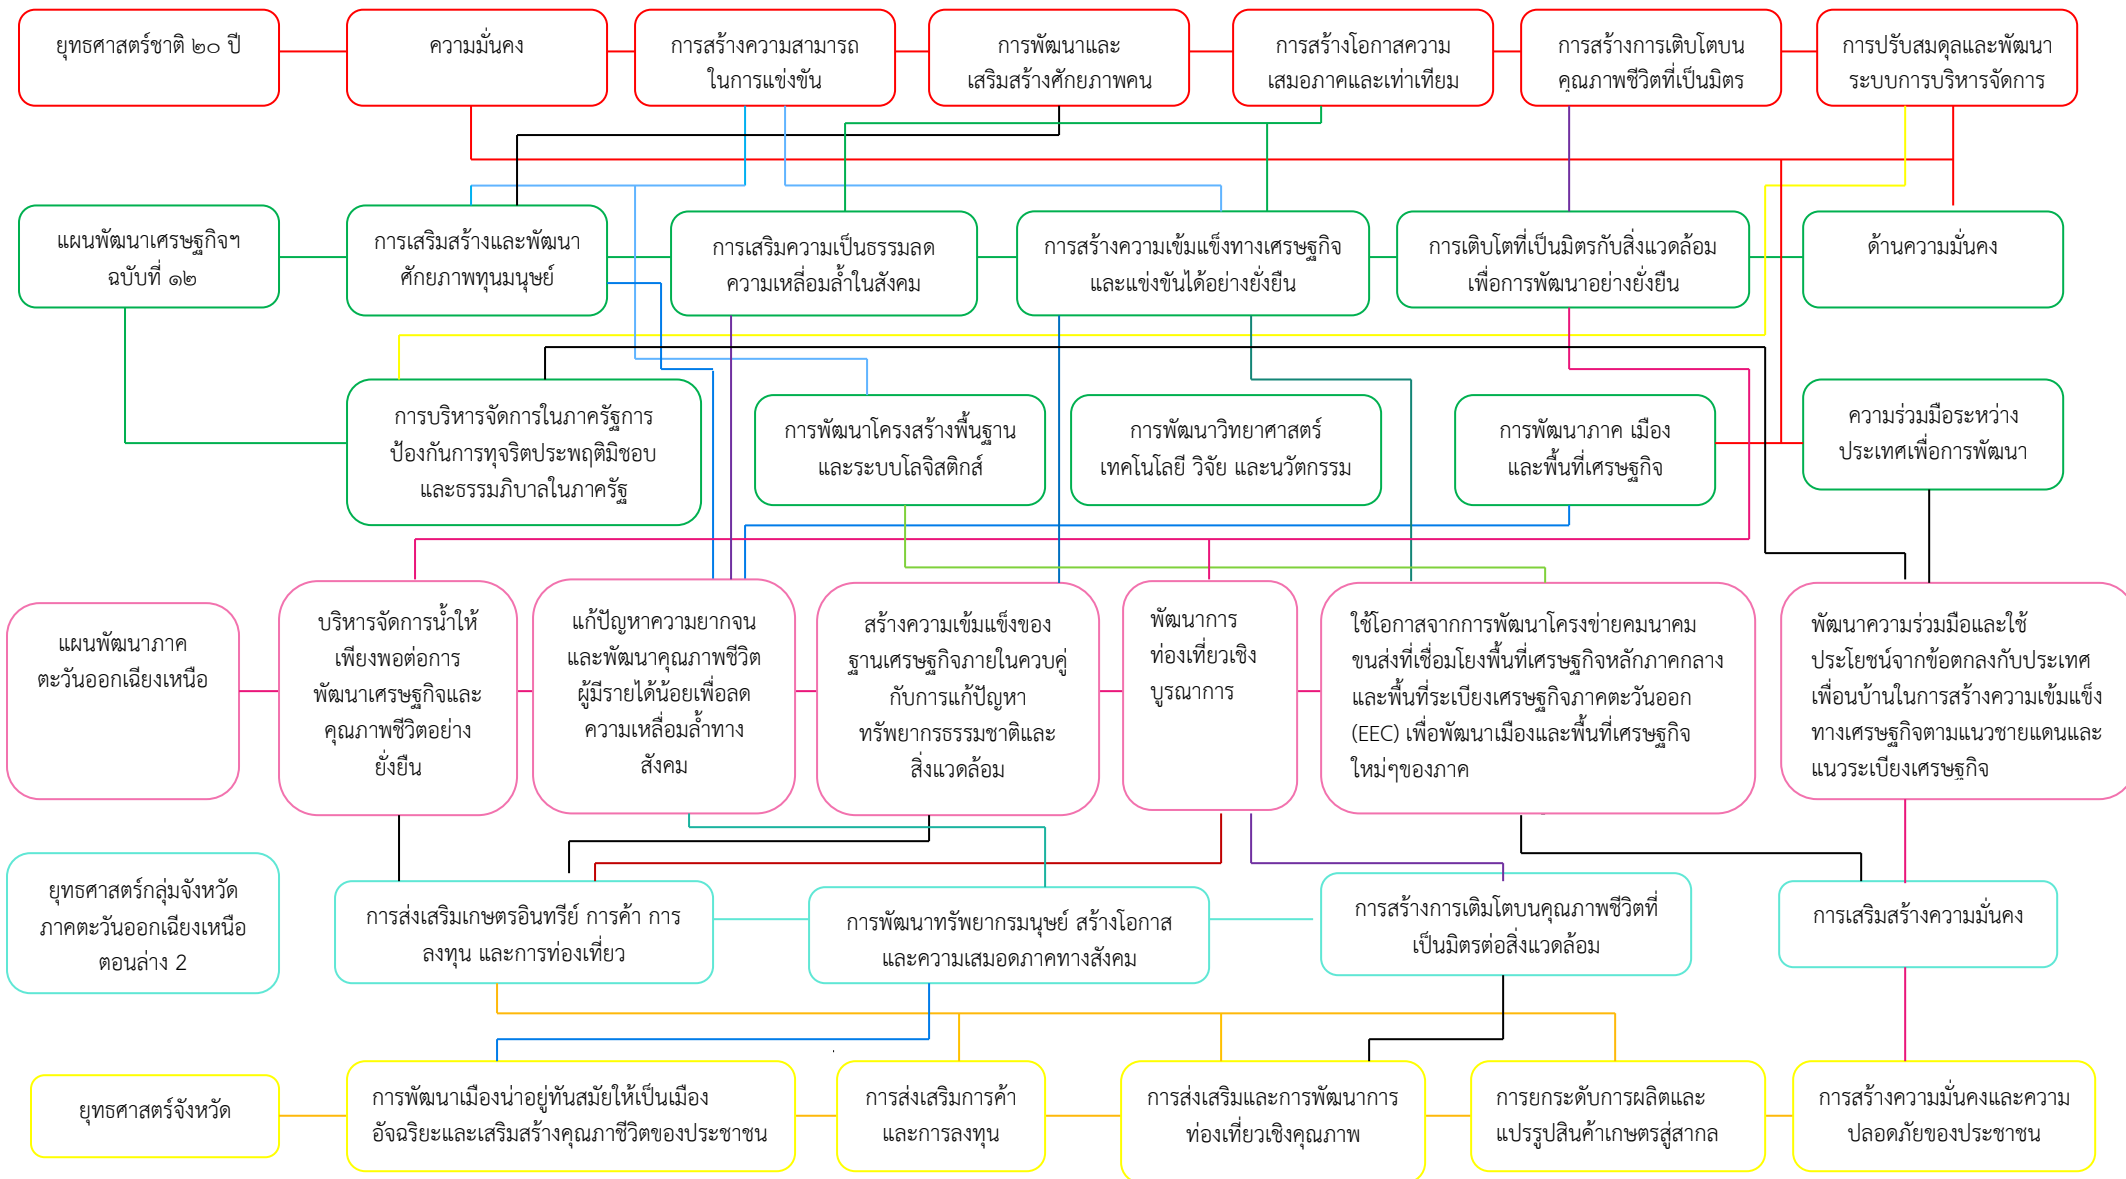 ยุทธศาสตร์ชาติ ๒๐ ปี
ความมั่นคง
การสร้างความสามารถ
ในการแข่งขัน
การพัฒนาและ
เสริมสร้างศักยภาพคน
การสร้างโอกาสความ
เสมอภาคและเท่าเทียม
การสร้างการเติบโตบน
คุณภาพชีวิตที่เป็นมิตร
การปรับสมดุลและพัฒนา
ระบบการบริหารจัดการ
แผนพัฒนาเศรษฐกิจฯ
ฉบับที่ ๑๒
การเสริมสร้างและพัฒนา
ศักยภาพทุนมนุษย์
การเสริมความเป็นธรรมลด
ความเหลื่อมล้ำในสังคม
การสร้างความเข้มแข็งทางเศรษฐกิจ
และแข่งขันได้อย่างยั่งยืน
การเติบโตที่เป็นมิตรกับสิ่งแวดล้อม
เพื่อการพัฒนาอย่างยั่งยืน
ด้านความมั่นคง
การบริหารจัดการในภาครัฐการ
ป้องกันการทุจริตประพฤติมิชอบ
และธรรมภิบาลในภาครัฐ
การพัฒนาโครงสร้างพื้นฐาน
และระบบโลจิสติกส์
การพัฒนาวิทยาศาสตร์
เทคโนโลยี วิจัย และนวัตกรรม
การพัฒนาภาค เมือง
และพื้นที่เศรษฐกิจ
ความร่วมมือระหว่าง
ประเทศเพื่อการพัฒนา
แผนพัฒนาภาค
ตะวันออกเฉียงเหนือ
บริหารจัดการน้ำให้
เพียงพอต่อการ
พัฒนาเศรษฐกิจและ
คุณภาพชีวิตอย่าง
ยั่งยืน
แก้ปัญหาความยากจน
และพัฒนาคุณภาพชีวิต
ผู้มีรายได้น้อยเพื่อลด
ความเหลื่อมล้ำทาง
สังคม
สร้างความเข้มแข็งของ
ฐานเศรษฐกิจภายในควบคู่
กับการแก้ปัญหา
ทรัพยากรธรรมชาติและ
สิ่งแวดล้อม
พัฒนาการ
ท่องเที่ยวเชิง
บูรณาการ
ใช้โอกาสจากการพัฒนาโครงข่ายคมนาคม
ขนส่งที่เชื่อมโยงพื้นที่เศรษฐกิจหลักภาคกลาง
และพื้นที่ระเบียงเศรษฐกิจภาคตะวันออก
(EEC) เพื่อพัฒนาเมืองและพื้นที่เศรษฐกิจ
ใหม่ๆของภาค
พัฒนาความร่วมมือและใช้
ประโยชน์จากข้อตกลงกับประเทศ
เพื่อนบ้านในการสร้างความเข้มแข็ง
ทางเศรษฐกิจตามแนวชายแดนและ
แนวระเบียงเศรษฐกิจ
ยุทธศาสตร์กลุ่มจังหวัด
ภาคตะวันออกเฉียงเหนือ
ตอนล่าง 2
การส่งเสริมเกษตรอินทรีย์ การค้า การ
ลงทุน และการท่องเที่ยว
การพัฒนาทรัพยากรมนุษย์ สร้างโอกาส
และความเสมอดภาคทางสังคม
การสร้างการเติมโตบนคุณภาพชีวิตที่
เป็นมิตรต่อสิ่งแวดล้อม
การเสริมสร้างความมั่นคง
ยุทธศาสตร์จังหวัด
การพัฒนาเมืองน่าอยู่ทันสมัยให้เป็นเมือง
อัจฉริยะและเสริมสร้างคุณภาชีวิตของประชาชน
การส่งเสริมการค้า
และการลงทุน
การส่งเสริมและการพัฒนาการ
ท่องเที่ยวเชิงคุณภาพ
การยกระดับการผลิตและ
แปรรูปสินค้าเกษตรสู่สากล
การสร้างความมั่นคงและความ
ปลอดภัยของประชาชน